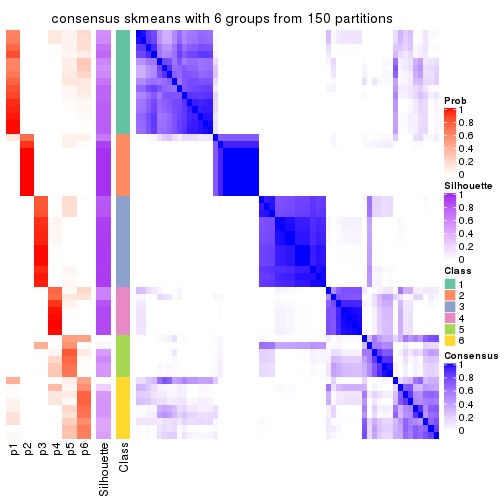 consensus skmeans with 6 groups from 150 partitions
Prob
1
0.8
0.6
0.4
0.2
0
Silhouette
1
0.8
0.6
0.4
0.2
0
Class
1
2
3
4
5
6
Consensus
1
0.8
0.6
0.4
0.2
0
p1
p2
p3
p4
p5
p6
Silhouette
Class